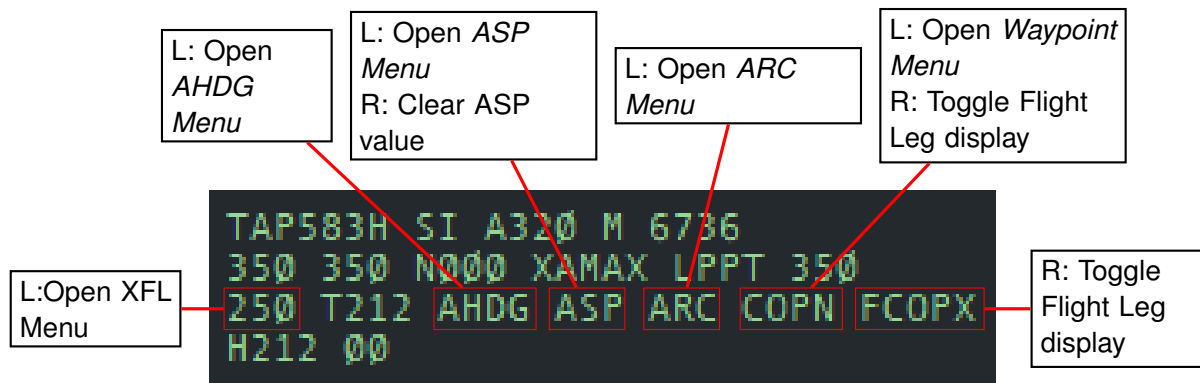 L: Open
AHDG
Menu
L: Open ASP
Menu
R: Clear ASP
value
L: Open ARC
Menu
L: Open Waypoint
Menu
R: Toggle Flight
Leg display
TAP583H SI A320 M 6736
350 350 N000 XAMAX LPPT 350
250 T212 AHDG ASP ARC COPN FCOPX
H212 00
L:Open XFL
Menu
R: Toggle
Flight Leg
display